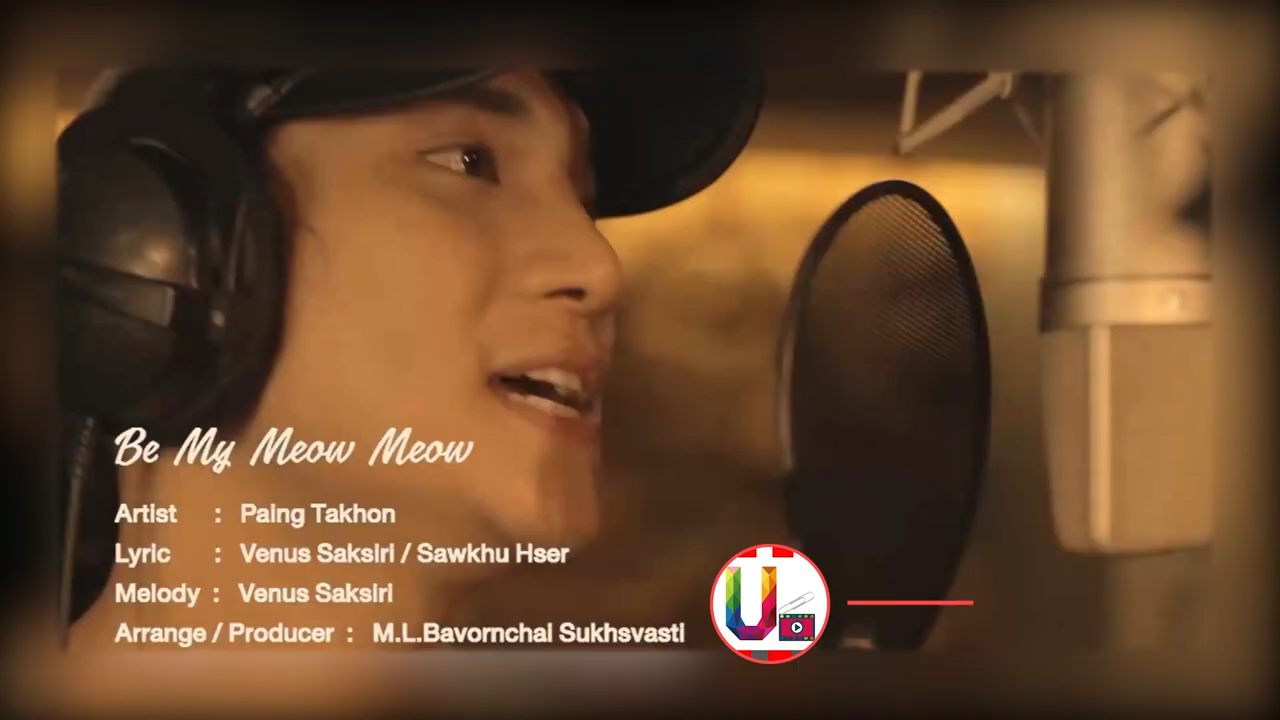 Be My Meow Meow
Artist : Paing Takhon
Lyric : Venus Saksiri / Sawkhu Hser
Melody : Venus Saksiri
Arrange / Producer : M.L.Bavornchai Sukhsvasti
U